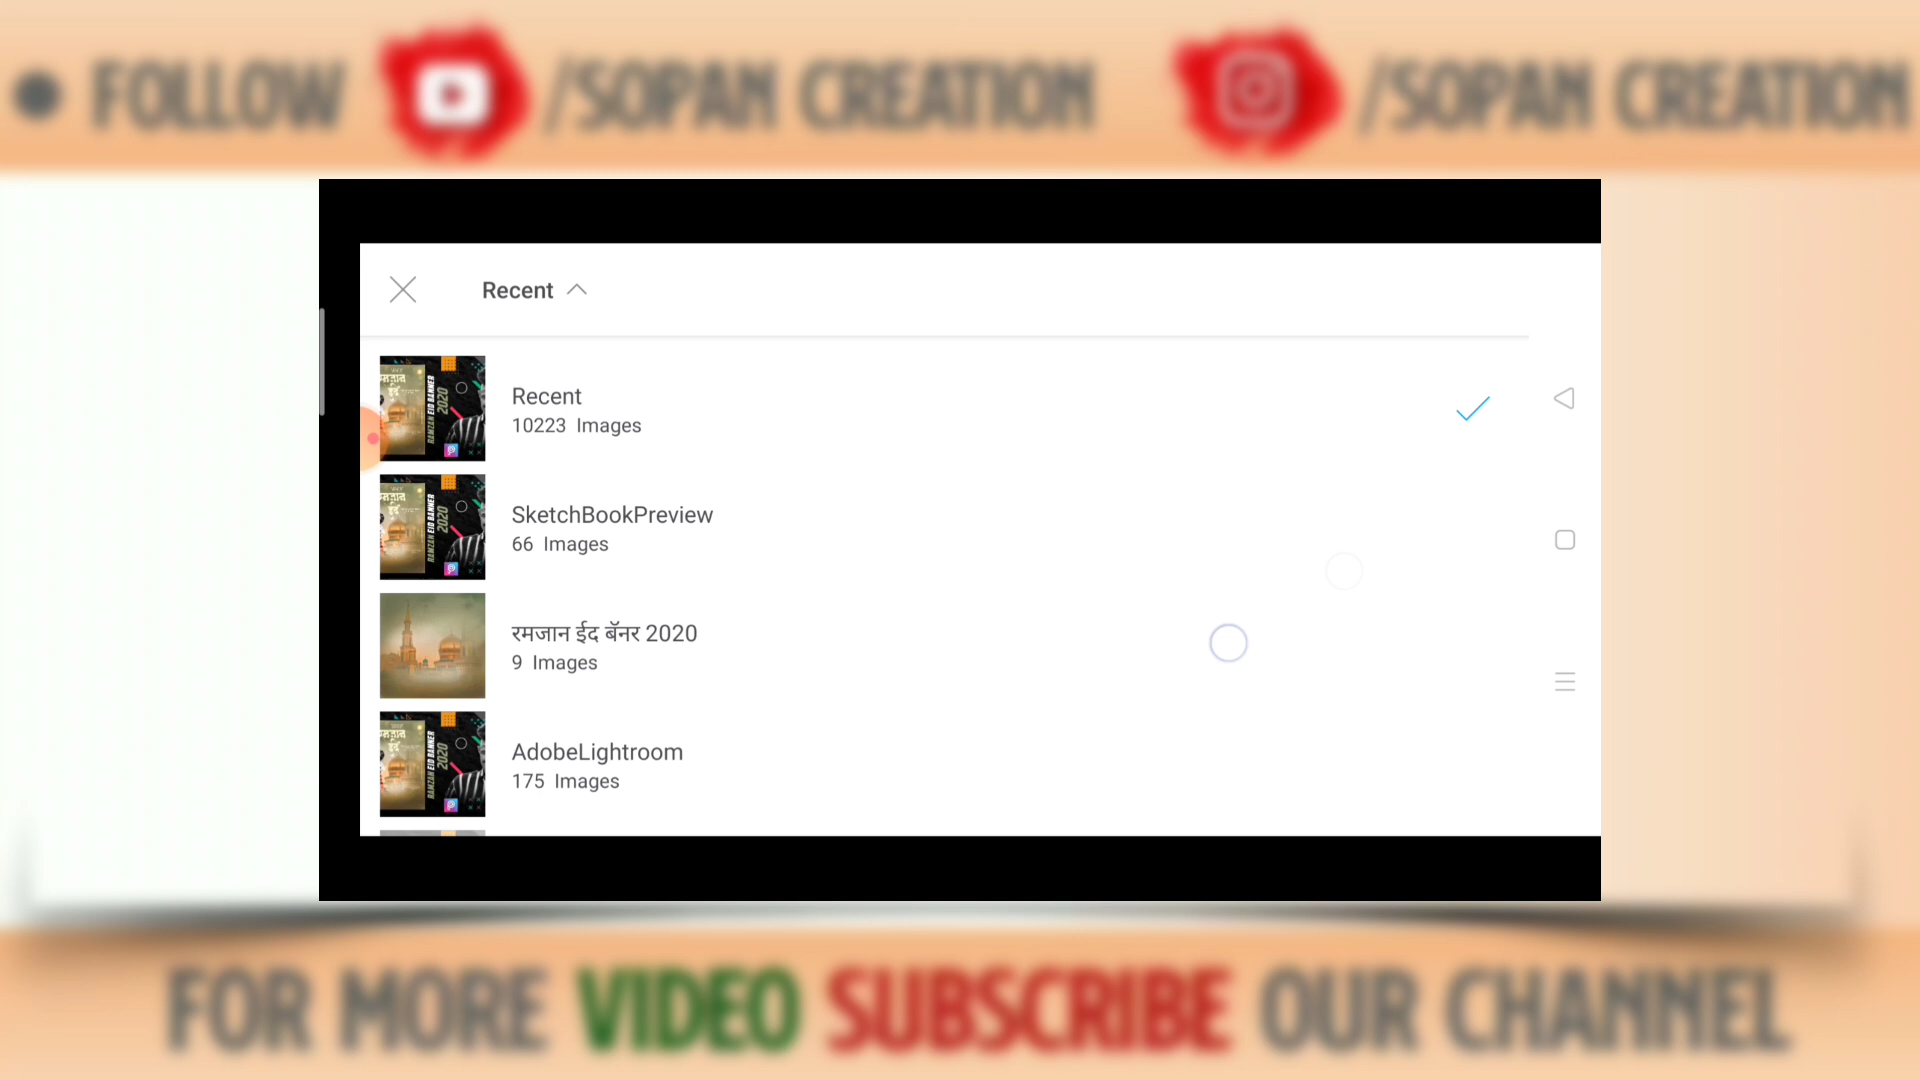 FOLLOW /SOPAN CREATION /SOPAN CREATION
Recent
Recent
10223 Images
SketchBookPreview
66 Images
रमजान ईद बॅनर 2020
9 Images
AdobeLightroom
175 Images
FOR MORE VIDEO SUBSCRIBE OUR CHANNEL